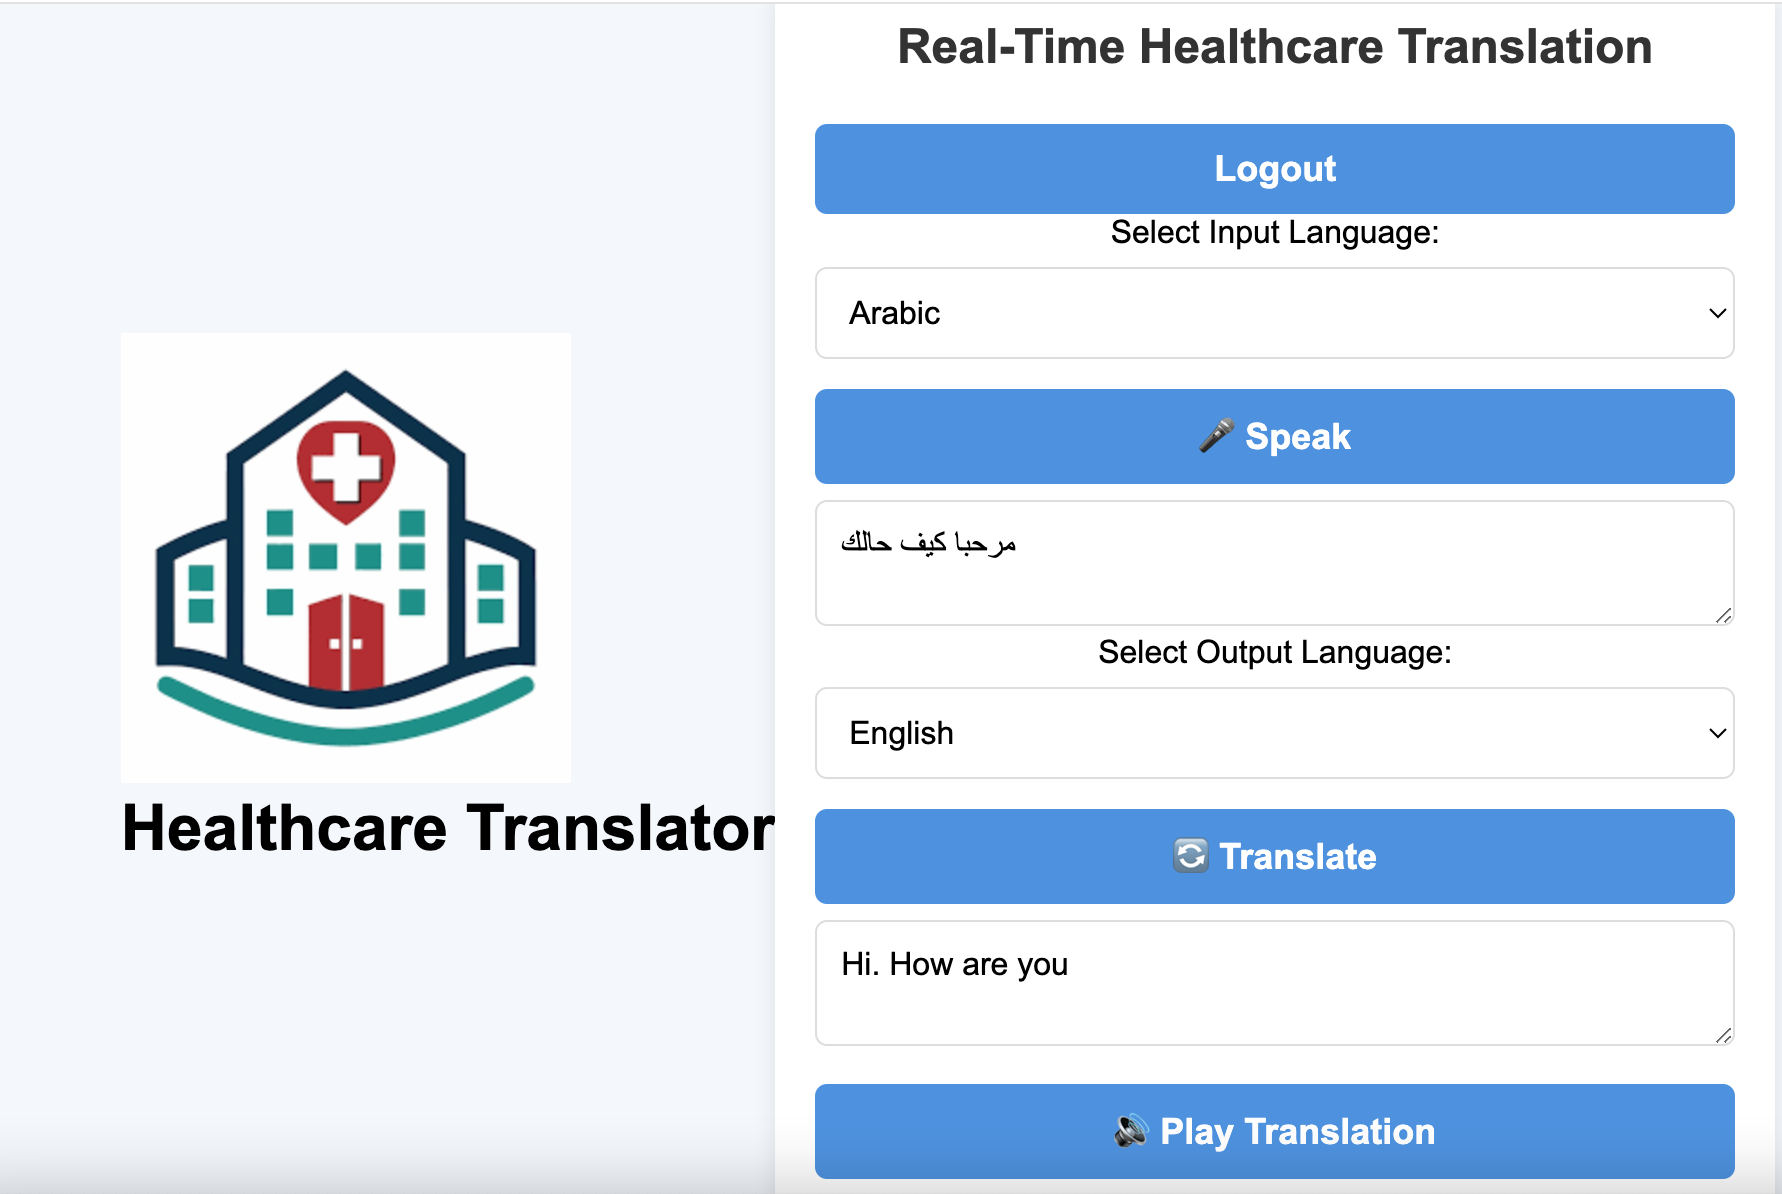 Real-Time Healthcare Translation
Logout
Select Input Language:
Arabic
🎤 Speak
مرحبا كيف حالك
Select Output Language:
English
🔄 Translate
Hi. How are you
🔊 Play Translation
Healthcare Translator